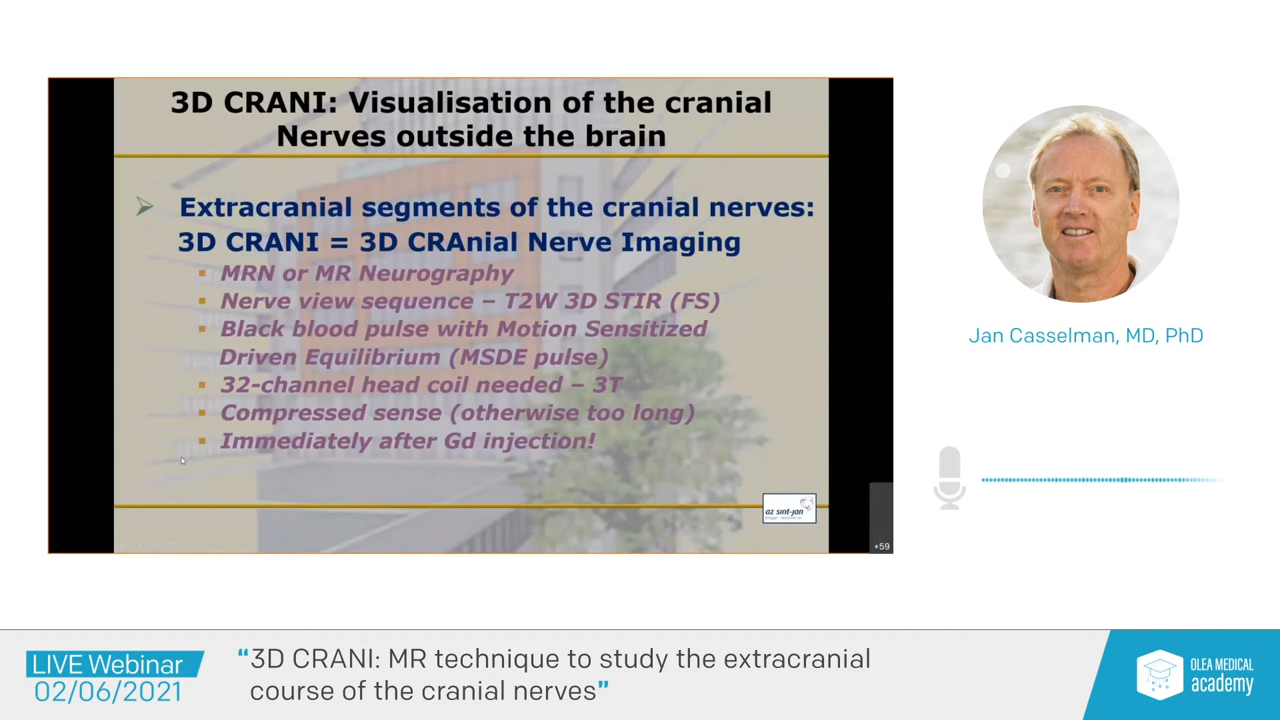 3D CRANI: Visualisation of the cranial
Nerves outside the brain
Extracranial segments of the cranial nerves:
3D CRANI = 3D CRAnial Nerve Imaging
MRN or MR Neurography
Nerve view sequence – T2W 3D STIR (FS)
Black blood pulse with Motion Sensitized
Driven Equilibrium (MSDE pulse)
32-channel head coil needed – 3T
Compressed sense (otherwise too long)
Immediately after Gd injection!
az sint-jan
+59
Jan Casselman, MD, PhD
LIVE Webinar
02/06/2021
“3D CRANI: MR technique to study the extracranial
course of the cranial nerves”
OLEA MEDICAL
academy